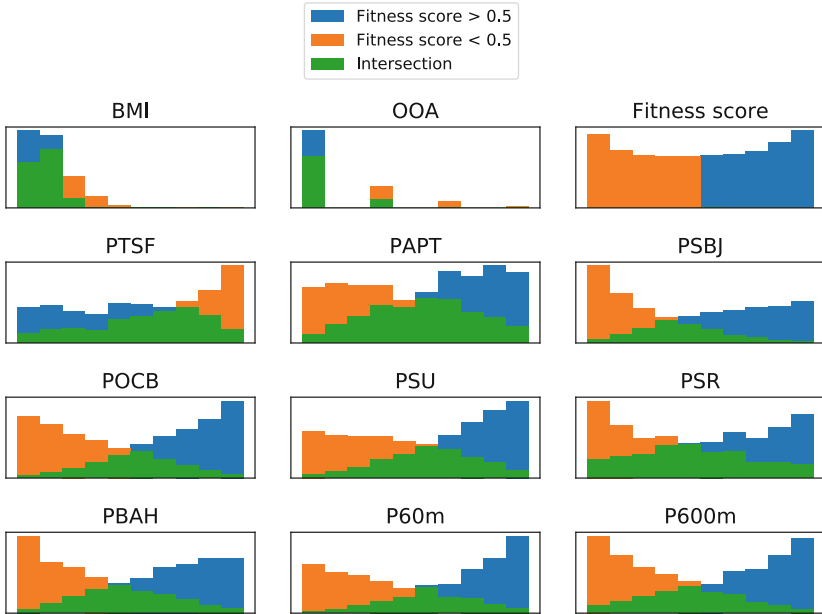 Fitness score > 0.5
Fitness score < 0.5
Intersection
BMI
OOA
Fitness score
PTSF
PAPT
PSBJ
POCB
PSU
PSR
PBAH
P60m
P600m